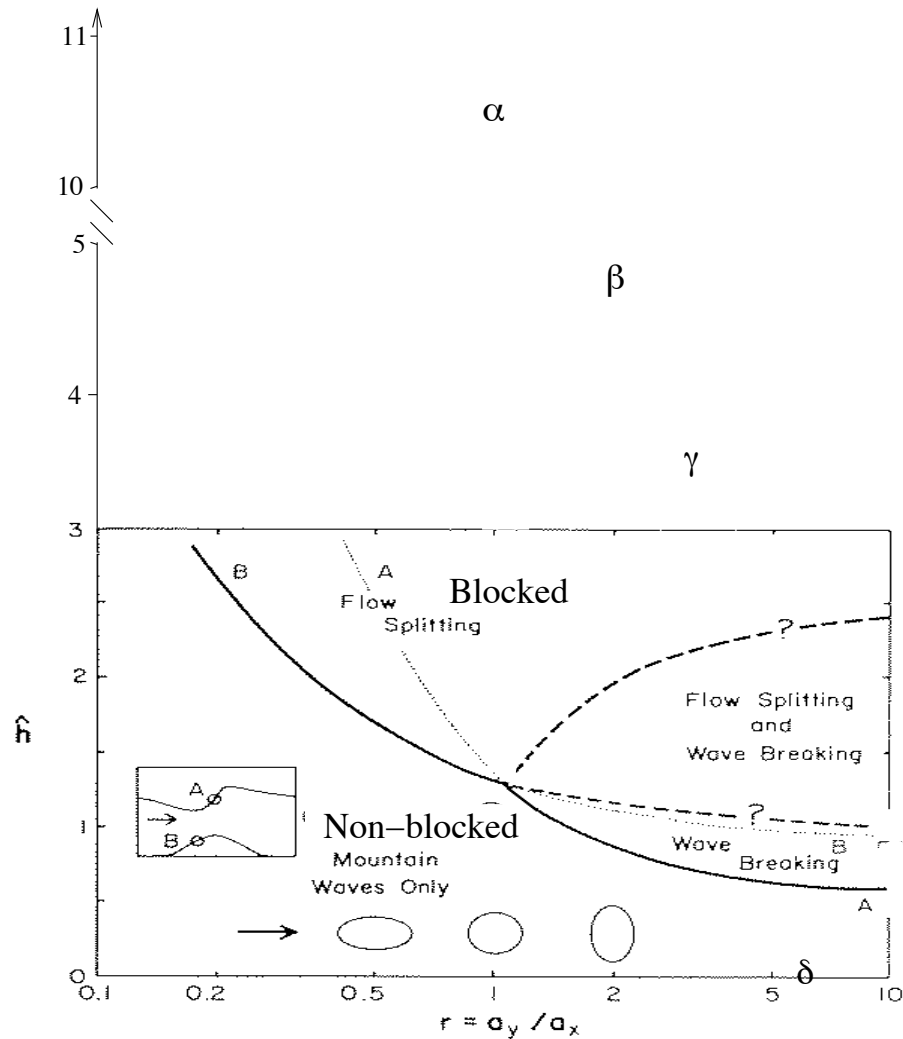 11
α
10
5
β
4
γ
3
B
A
Blocked
Flow
Splitting
?
2
Flow Splitting
and
Wave Breaking
ĥ
A
B
?
1
Non–blocked
Wave
B
Breaking
Mountain
Waves Only
A
0
δ
0.1
0.2
0.5
1
2
5
10
r = a_y / a_x